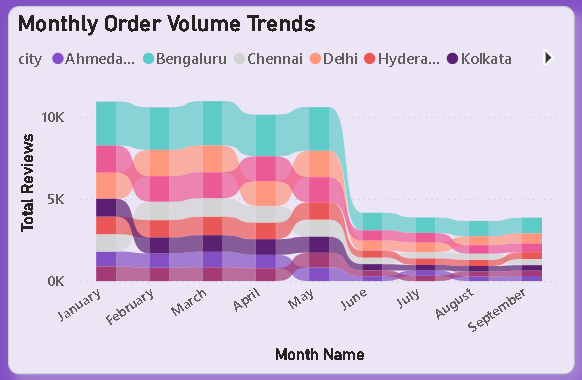 Monthly Order Volume Trends
city Ahmeda... Bengaluru Chennai Delhi Hydera... Kolkata
10K
5K
0K
Total Reviews
January February March April May June July August September
Month Name